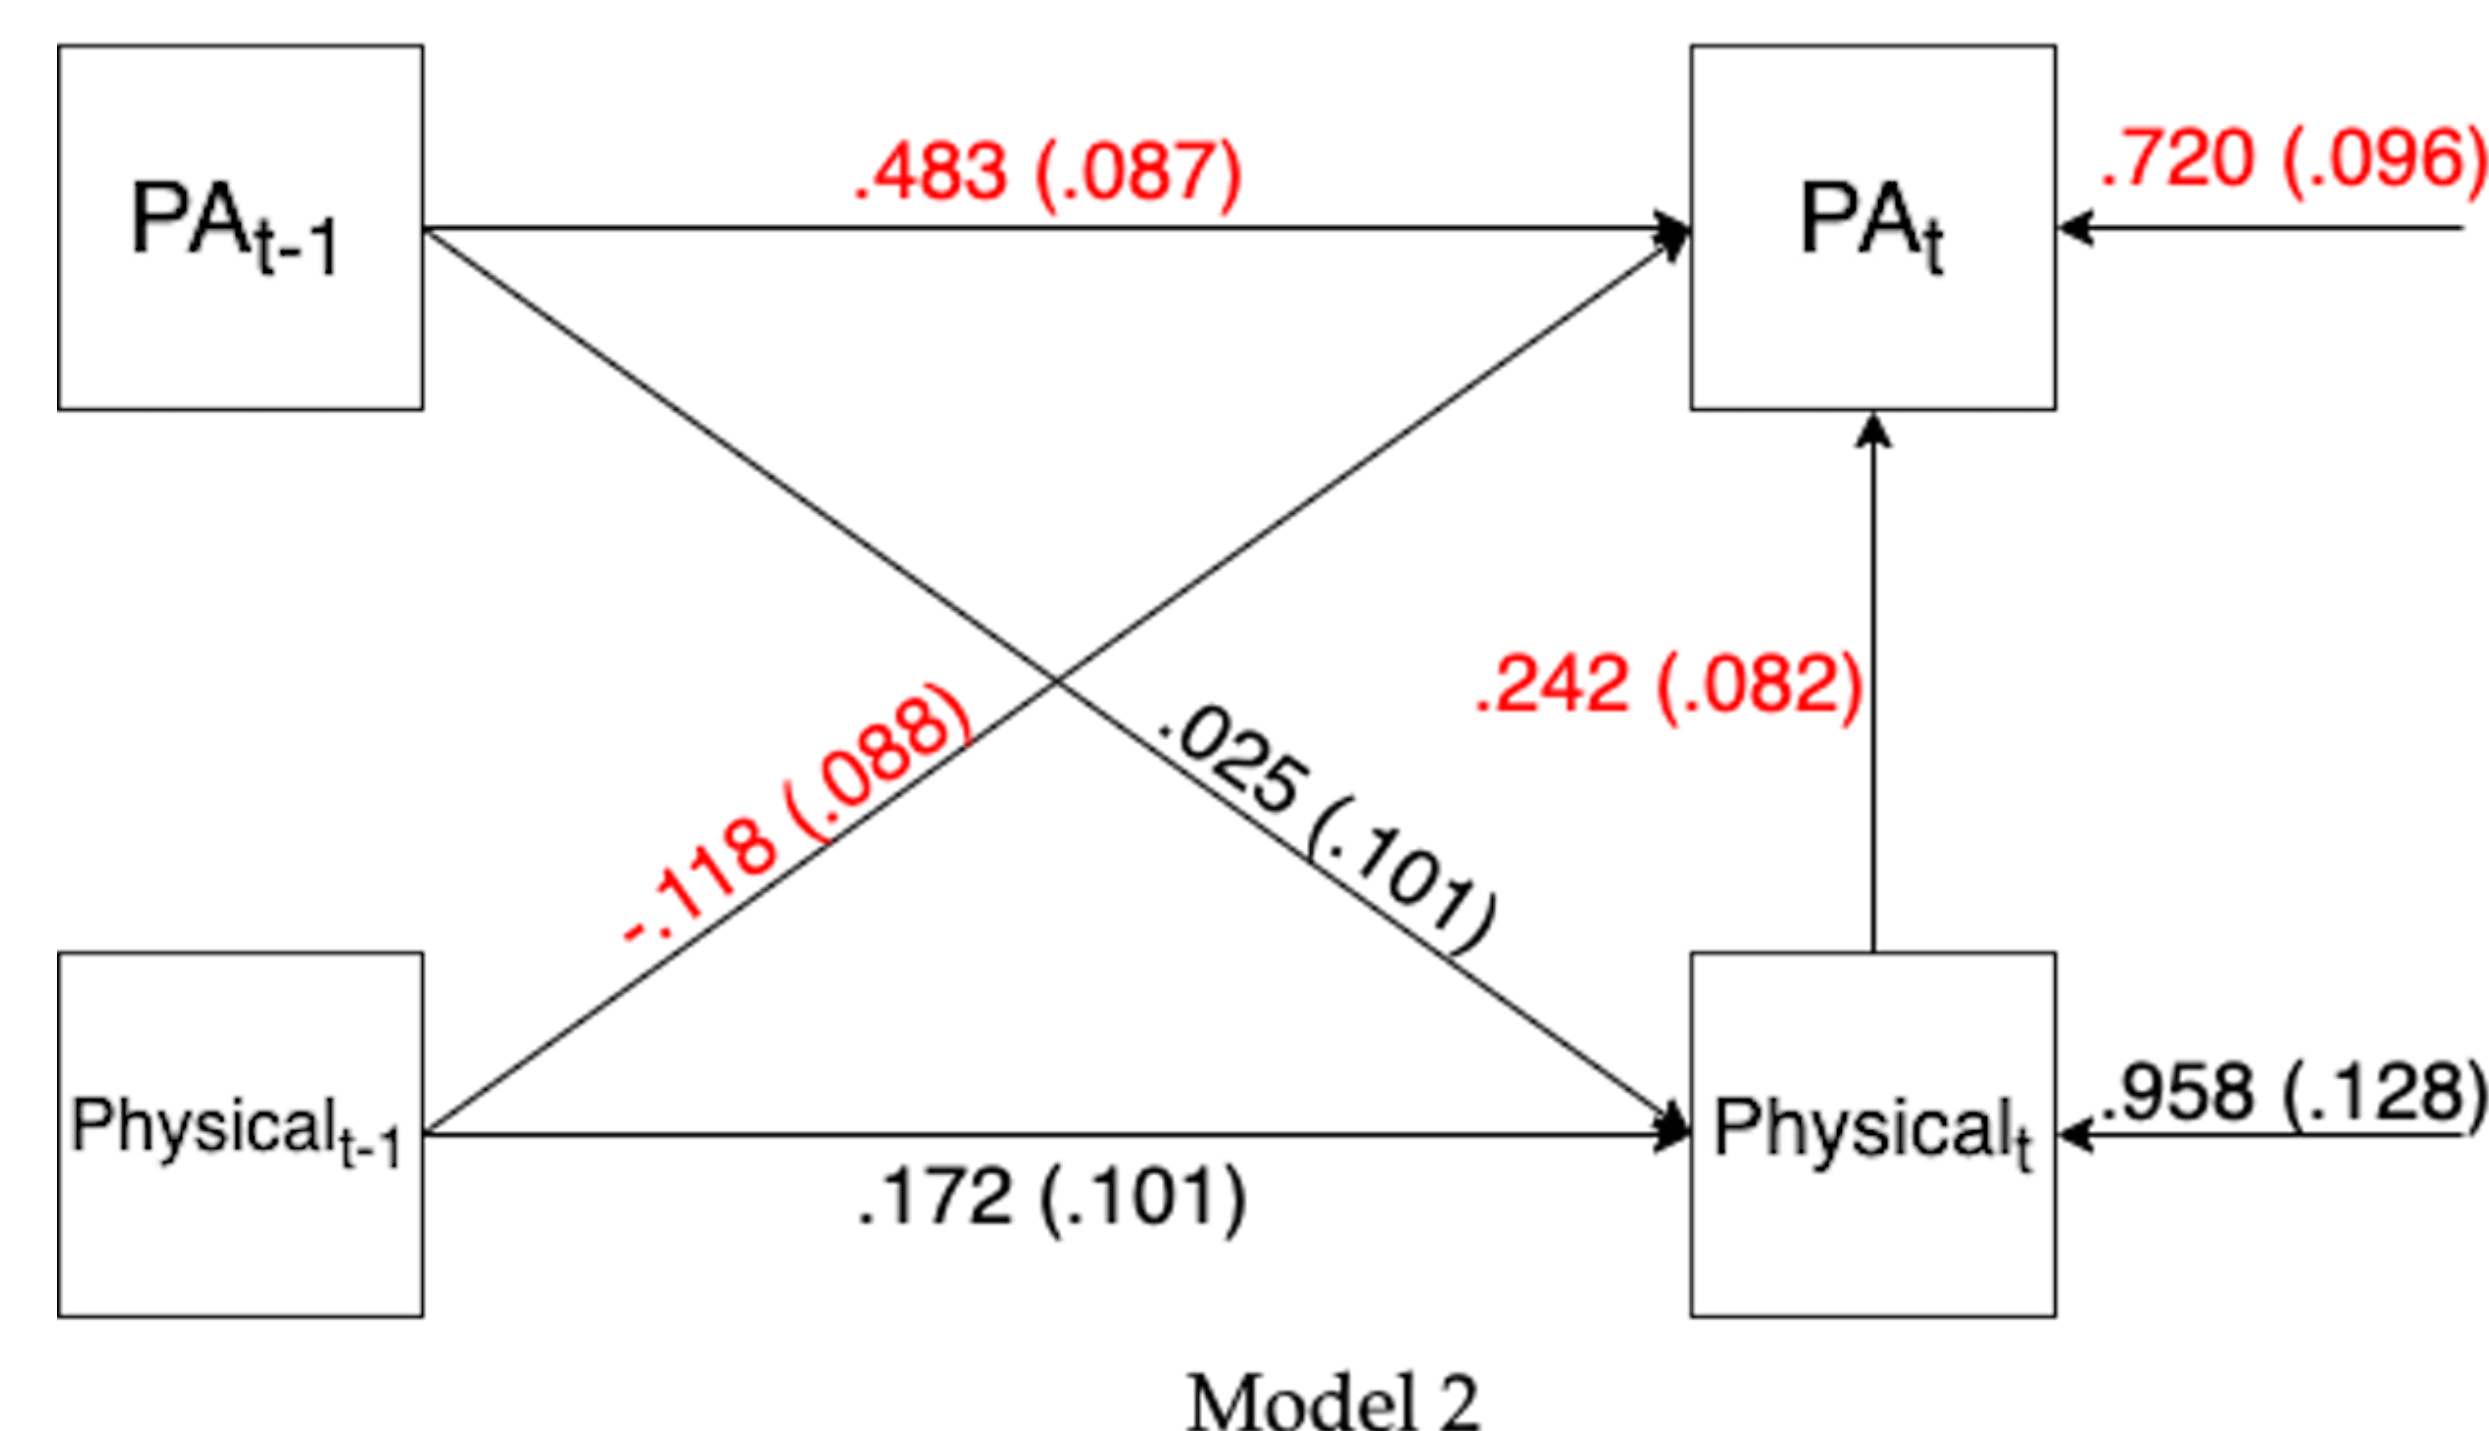 PAt-1
.483 (.087)
PAt
.720 (.096)
.242 (.082)
-.118 (.088)
.025 (.101)
Physicalt-1
.172 (.101)
Physicalt
.958 (.128)
Model 2